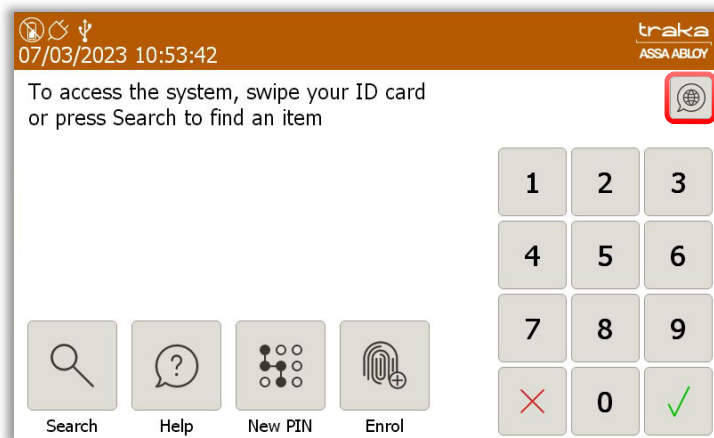 traka
07/03/2023 10:53:42
ASSA ABLOY
To access the system, swipe your ID card
or press Search to find an item
1 2 3
4 5 6
7 8 9
0
?
Search Help New PIN Enrol